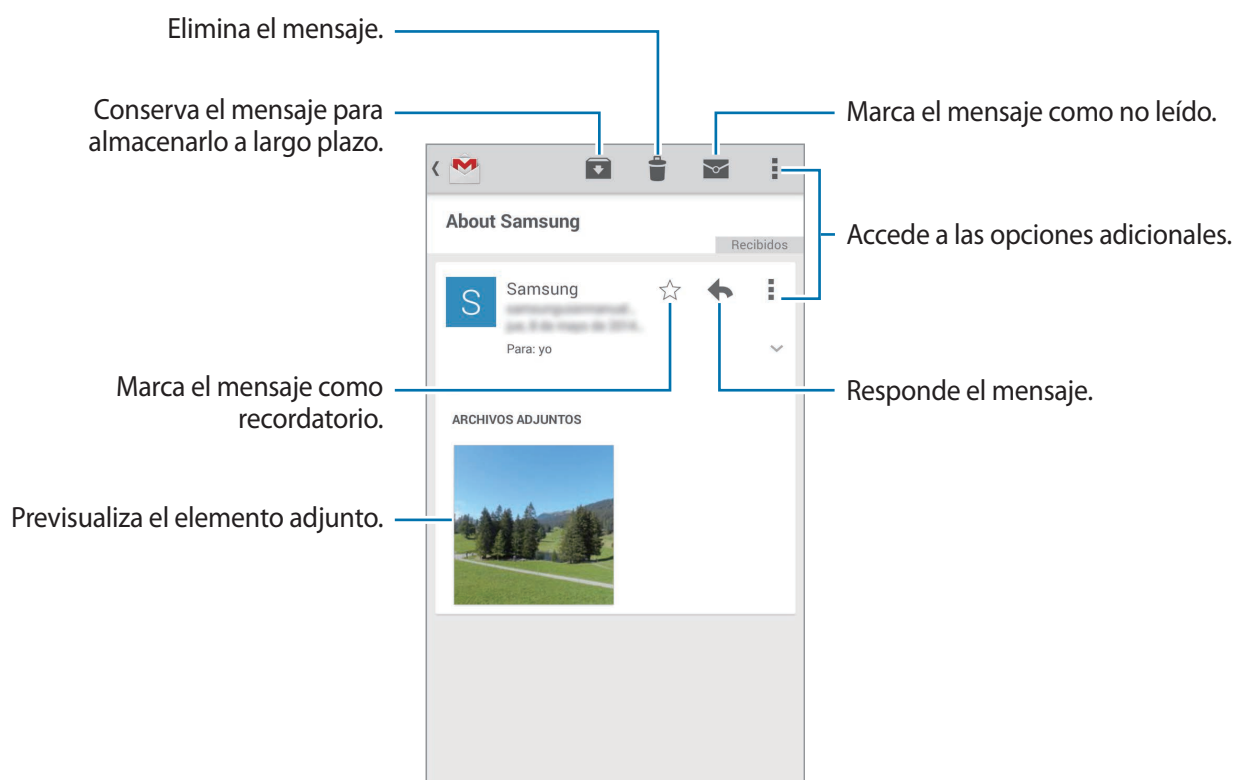 Elimina el mensaje.
Conserva el mensaje para
almacenarlo a largo plazo.
Marca el mensaje como no leído.
About Samsung
Recibidos
Accede a las opciones adicionales.
S
Samsung
Para: yo
Marca el mensaje como
recordatorio.
Responde el mensaje.
ARCHIVOS ADJUNTOS
Previsualiza el elemento adjunto.